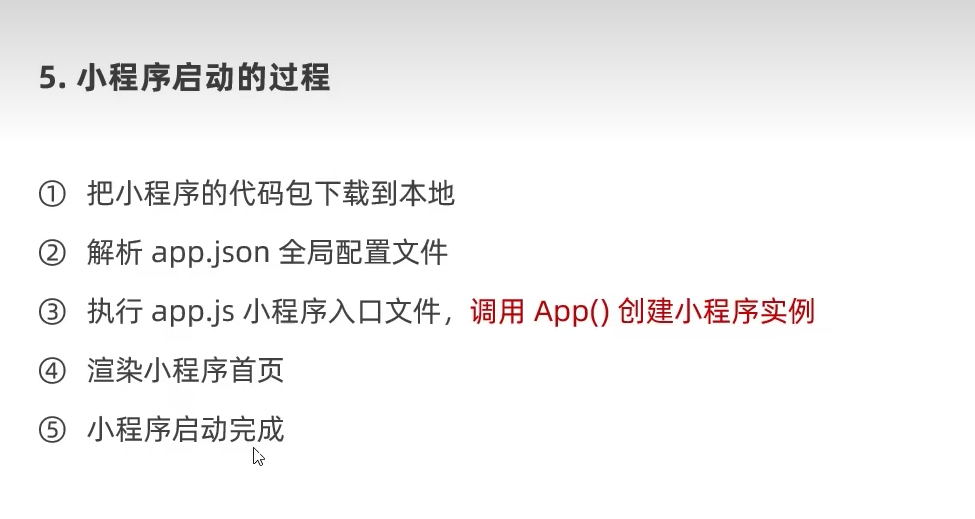 5. 小程序启动的过程
① 把小程序的代码包下载到本地
② 解析 app.json 全局配置文件
③ 执行 app.js 小程序入口文件，调用 App() 创建小程序实例
④ 渲染小程序首页
⑤ 小程序启动完成